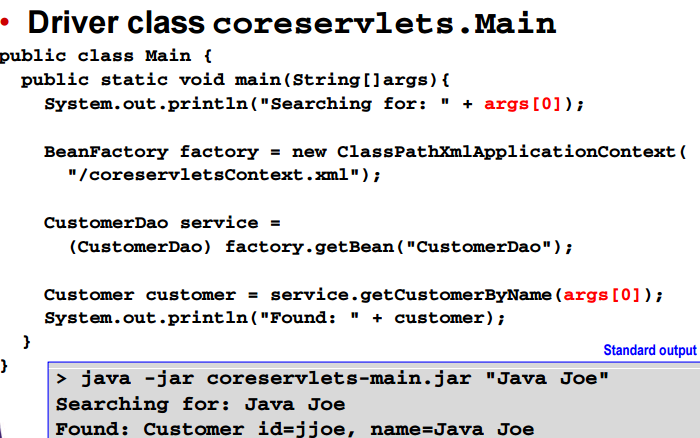 • Driver class coreservlets.Main
public class Main {
public static void main(String[]args){
System.out.println("Searching for: " + args[0]);
BeanFactory factory = new ClassPathXmlApplicationContext(
"/coreservletsContext.xml");
CustomerDao service =
(CustomerDao) factory.getBean("CustomerDao");
Customer customer = service.getCustomerByName(args[0]);
System.out.println("Found: " + customer);
}
}
Standard output
> java -jar coreservlets-main.jar "Java Joe"
Searching for: Java Joe
Found: Customer id=jjoe, name=Java Joe